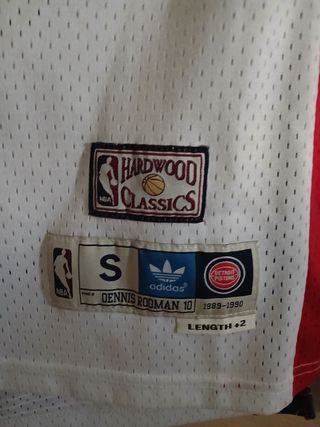 NBA
HARDWOOD
CLASSICS
NBA
S
adidas
DETROIT
PISTONS
DENNIS RODMAN 10
1989-1990
LENGTH +2